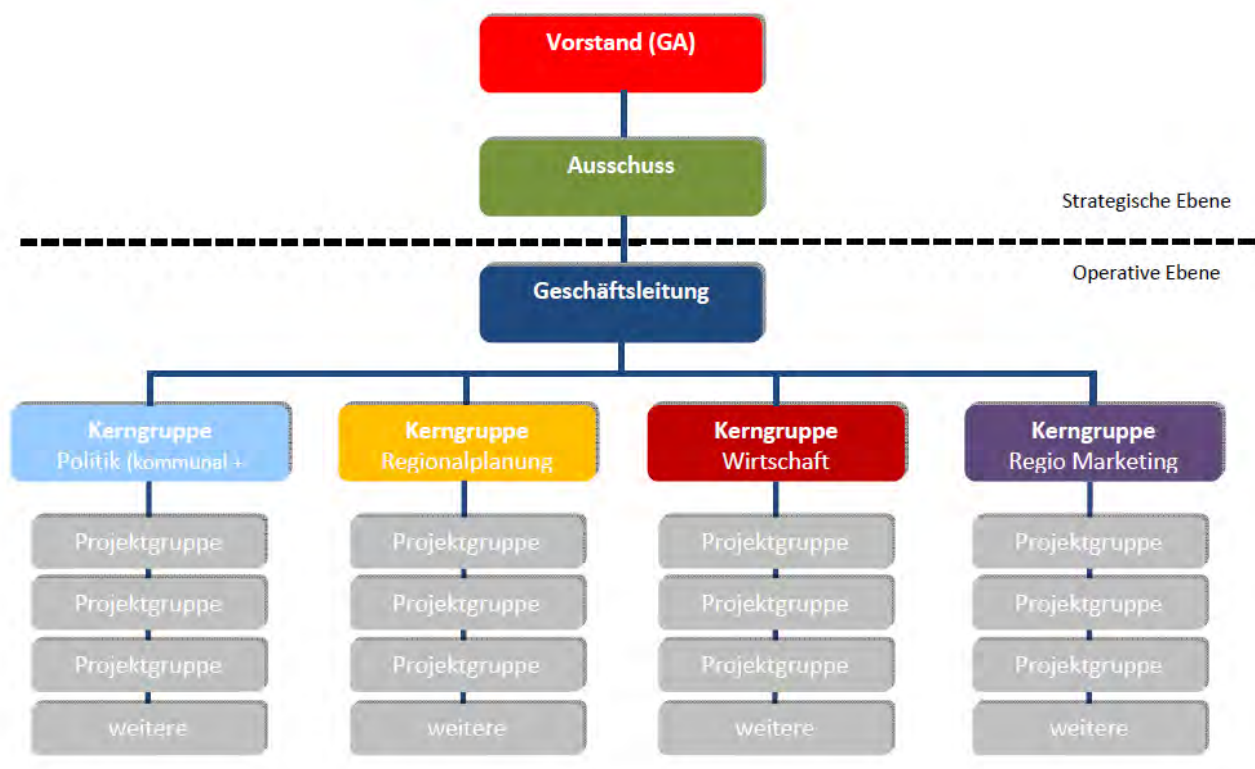 Vorstand (GA)
Ausschuss
Strategische Ebene
Operative Ebene
Geschäftsleitung
Kerngruppe
Politik (kommunal +
Kerngruppe
Regionalplanung
Kerngruppe
Wirtschaft
Kerngruppe
Regio Marketing
Projektgruppe
Projektgruppe
Projektgruppe
Projektgruppe
Projektgruppe
Projektgruppe
Projektgruppe
Projektgruppe
Projektgruppe
Projektgruppe
Projektgruppe
Projektgruppe
weitere
weitere
weitere
weitere